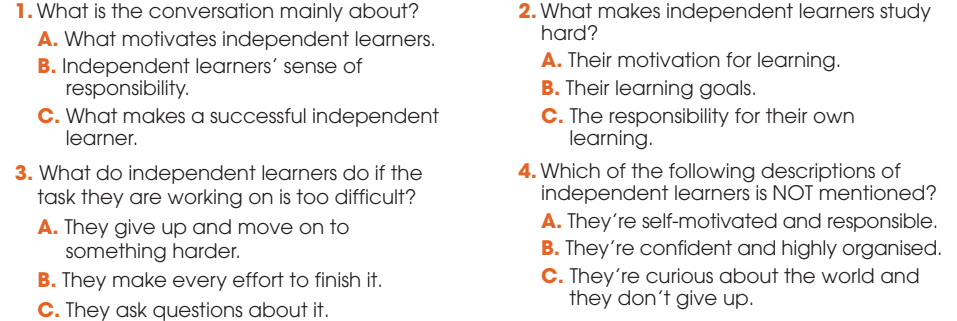 1. What is the conversation mainly about?
A. What motivates independent learners.
B. Independent learners’ sense of
responsibility.
C. What makes a successful independent
learner.
2. What makes independent learners study
hard?
A. Their motivation for learning.
B. Their learning goals.
C. The responsibility for their own
learning.
3. What do independent learners do if the
task they are working on is too difficult?
A. They give up and move on to
something harder.
B. They make every effort to finish it.
C. They ask questions about it.
4. Which of the following descriptions of
independent learners is NOT mentioned?
A. They’re self-motivated and responsible.
B. They’re confident and highly organised.
C. They’re curious about the world and
they don’t give up.